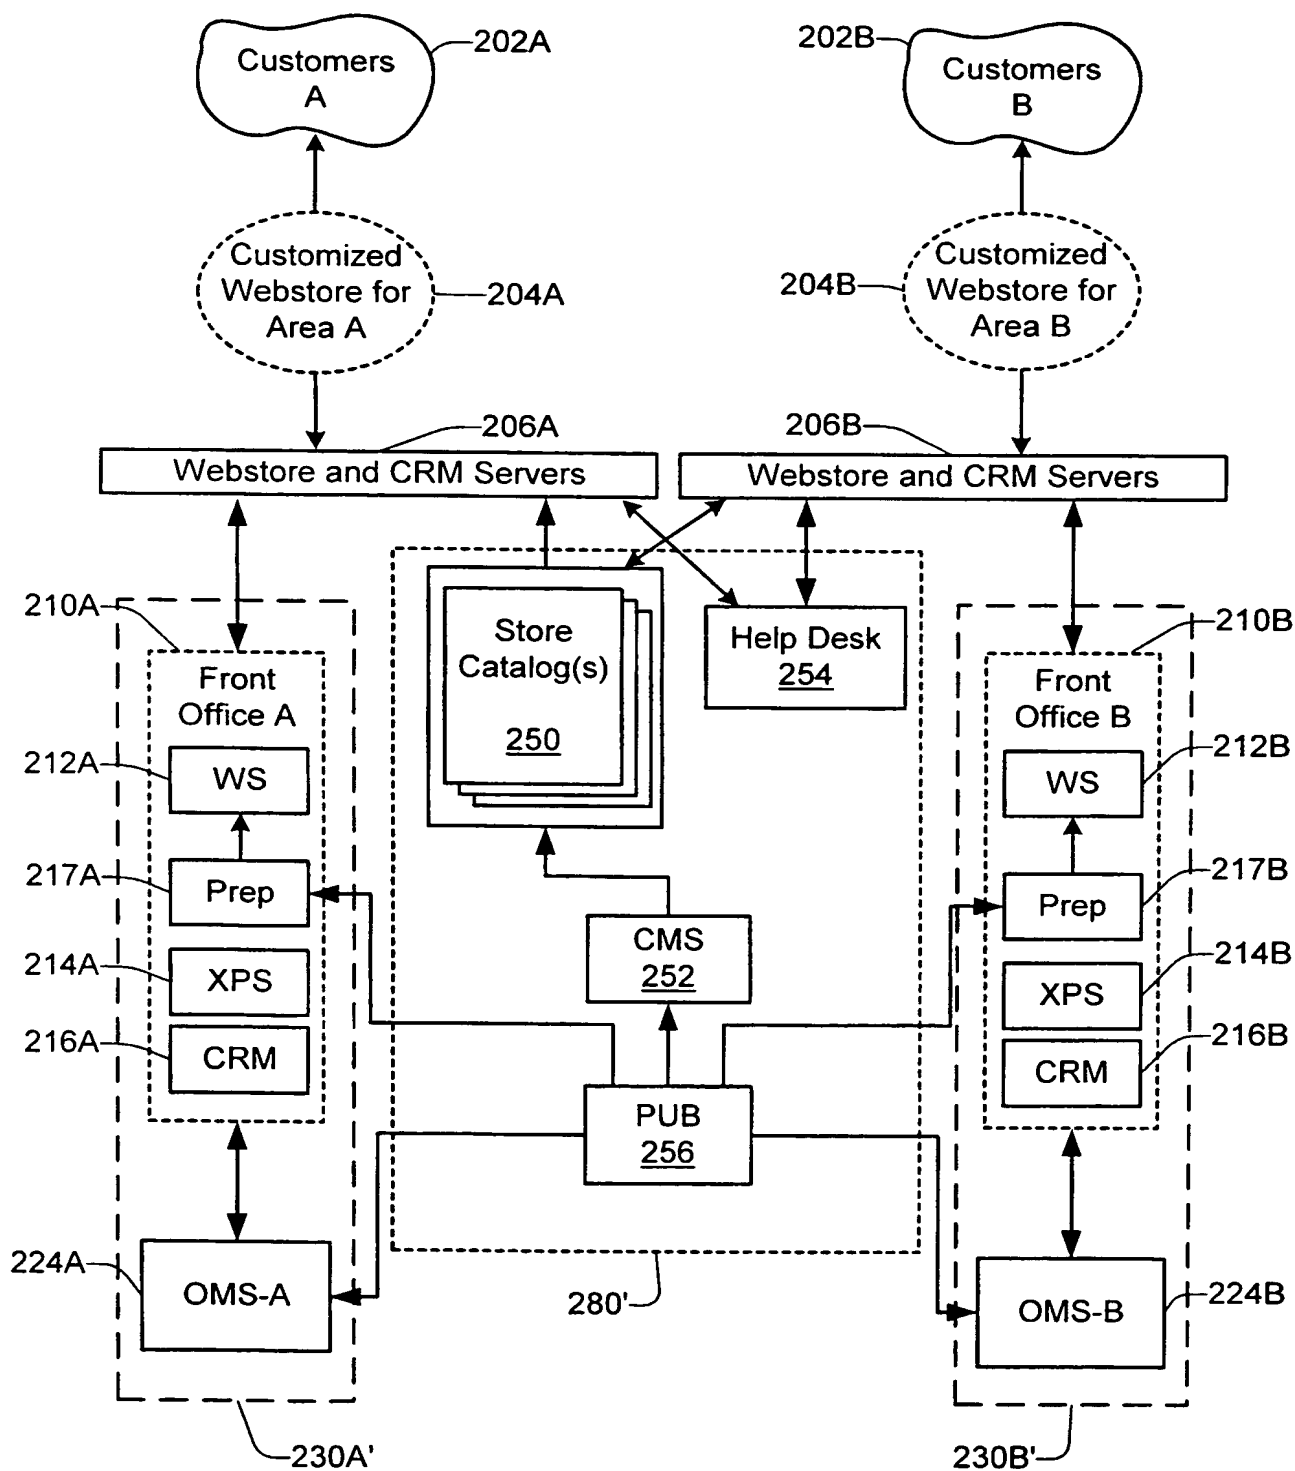 202A
Customers
A
202B
Customers
B
Customized
Webstore for
Area A
204A
204B
Customized
Webstore for
Area B
206A
Webstore and CRM Servers
206B
Webstore and CRM Servers
210A
Front
Office A
212A
WS
217A
Prep
214A
XPS
216A
CRM
224A
OMS-A
230A'
Store
Catalog(s)
250
Help Desk
254
CMS
252
PUB
256
280'
210B
Front
Office B
WS
212B
Prep
217B
XPS
214B
CRM
216B
OMS-B
224B
230B'